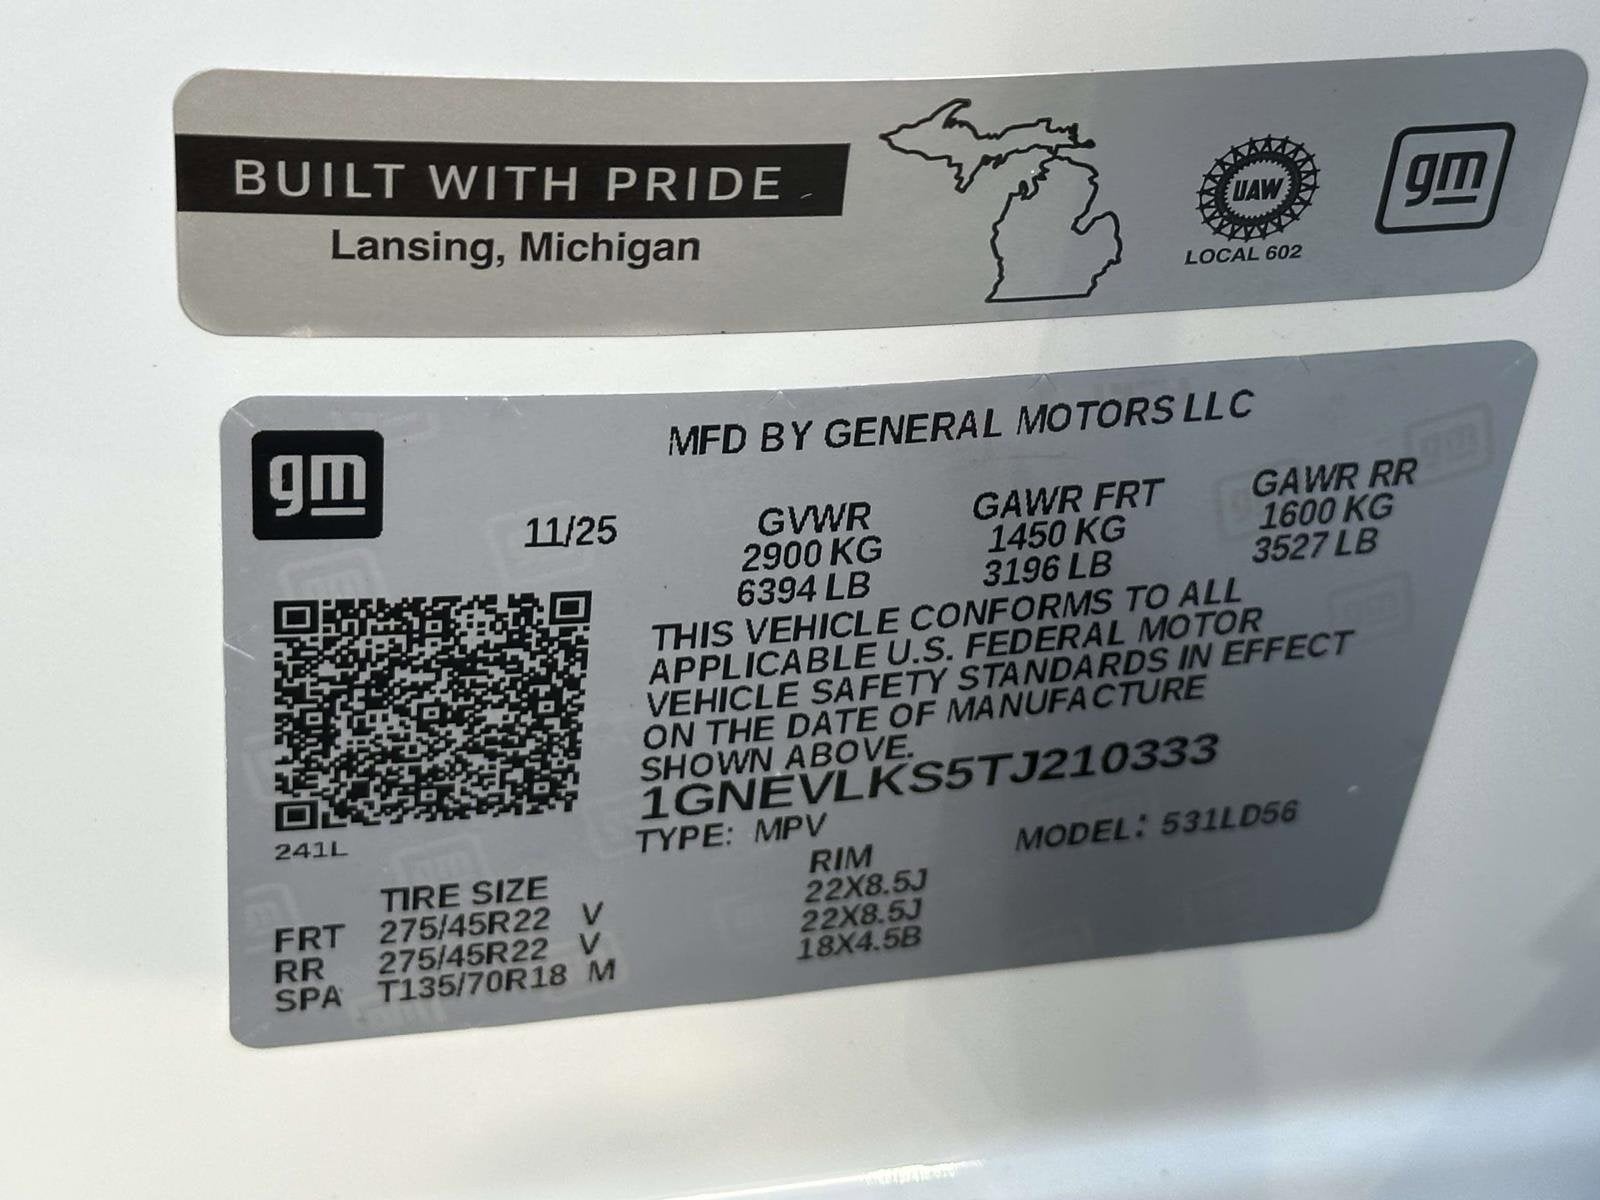 BUILT WITH PRIDE
Lansing, Michigan
UAW
LOCAL 602
gm
gm
MFD BY GENERAL MOTORS LLC
11/25
GVWR GAWR FRT GAWR RR
2900 KG 1450 KG 1600 KG
6394 LB 3196 LB 3527 LB
THIS VEHICLE CONFORMS TO ALL
APPLICABLE U.S. FEDERAL MOTOR
VEHICLE SAFETY STANDARDS IN EFFECT
ON THE DATE OF MANUFACTURE
SHOWN ABOVE.
1GNEVLKS5TJ210333
TYPE: MPV MODEL: 531LD56
241L
TIRE SIZE RIM
FRT 275/45R22 V 22X8.5J
RR 275/45R22 V 22X8.5J
SPA T135/70R18 M 18X4.5B